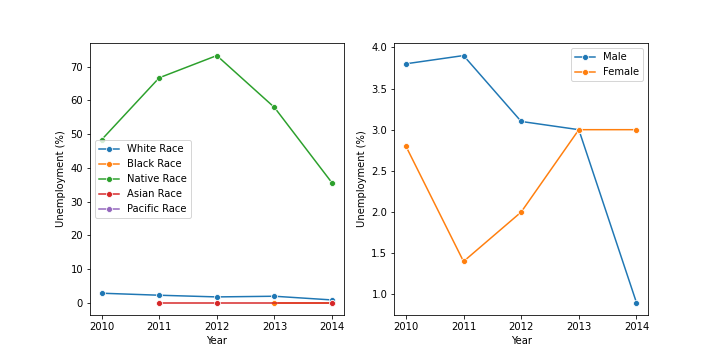 Unemployment (%)
70
60
50
40
30
20
10
0
White Race
Black Race
Native Race
Asian Race
Pacific Race
2010 2011 2012 2013 2014
Year
Unemployment (%)
4.0
3.5
3.0
2.5
2.0
1.5
1.0
Male
Female
2010 2011 2012 2013 2014
Year